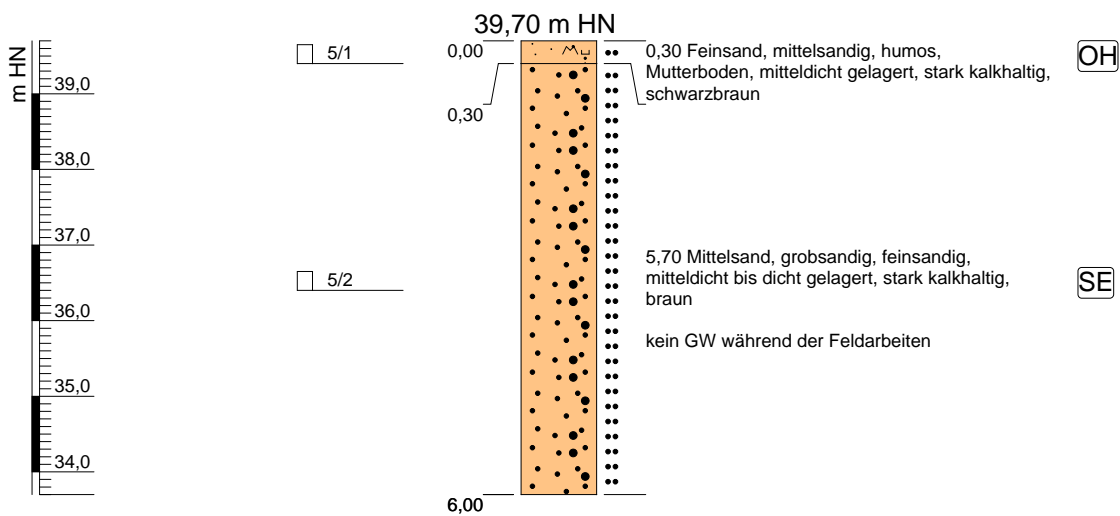 39,70 m HN
m HN
39,0
38,0
37,0
36,0
35,0
34,0
5/1
5/2
0,00
0,30
6,00
0,30 Feinsand, mittelsandig, humos,
Mutterboden, mitteldicht gelagert, stark kalkhaltig,
schwarzbraun
OH
5,70 Mittelsand, grobsandig, feinsandig,
mitteldicht bis dicht gelagert, stark kalkhaltig,
braun
kein GW während der Feldarbeiten
SE